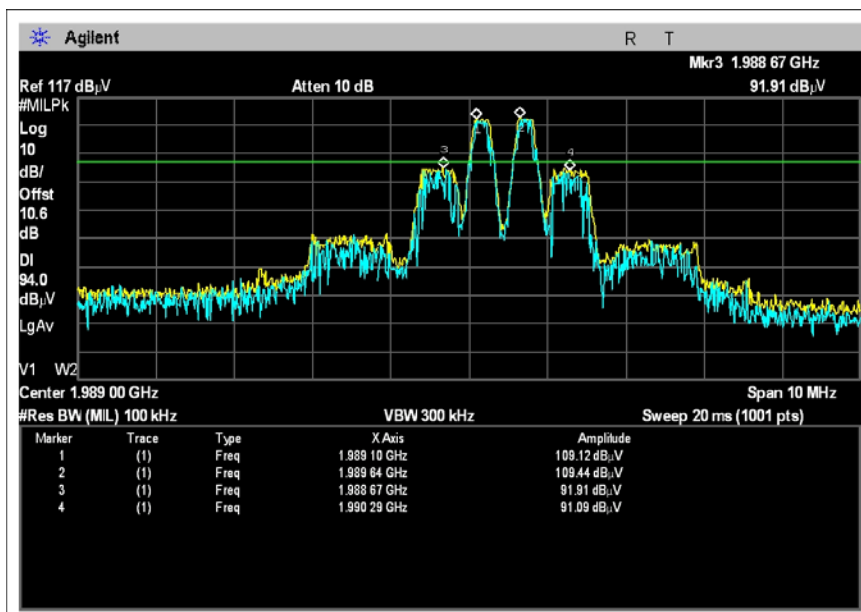 Agilent R T
Mkr3 1.988 67 GHz
Ref 117 dBµV Atten 10 dB 91.91 dBµV
#MILPk
Log
10
dB/
Offst
10.6
dB
DI
94.0
dBµV
LgAv
V1 W2
1
2
3
4
Center 1.989 00 GHz Span 10 MHz
#Res BW (MIL) 100 kHz VBW 300 kHz Sweep 20 ms (1001 pts)
Marker Trace Type X Axis Amplitude
1 (1) Freq 1.989 10 GHz 109.12 dBµV
2 (1) Freq 1.989 64 GHz 109.44 dBµV
3 (1) Freq 1.988 67 GHz 91.91 dBµV
4 (1) Freq 1.990 29 GHz 91.09 dBµV